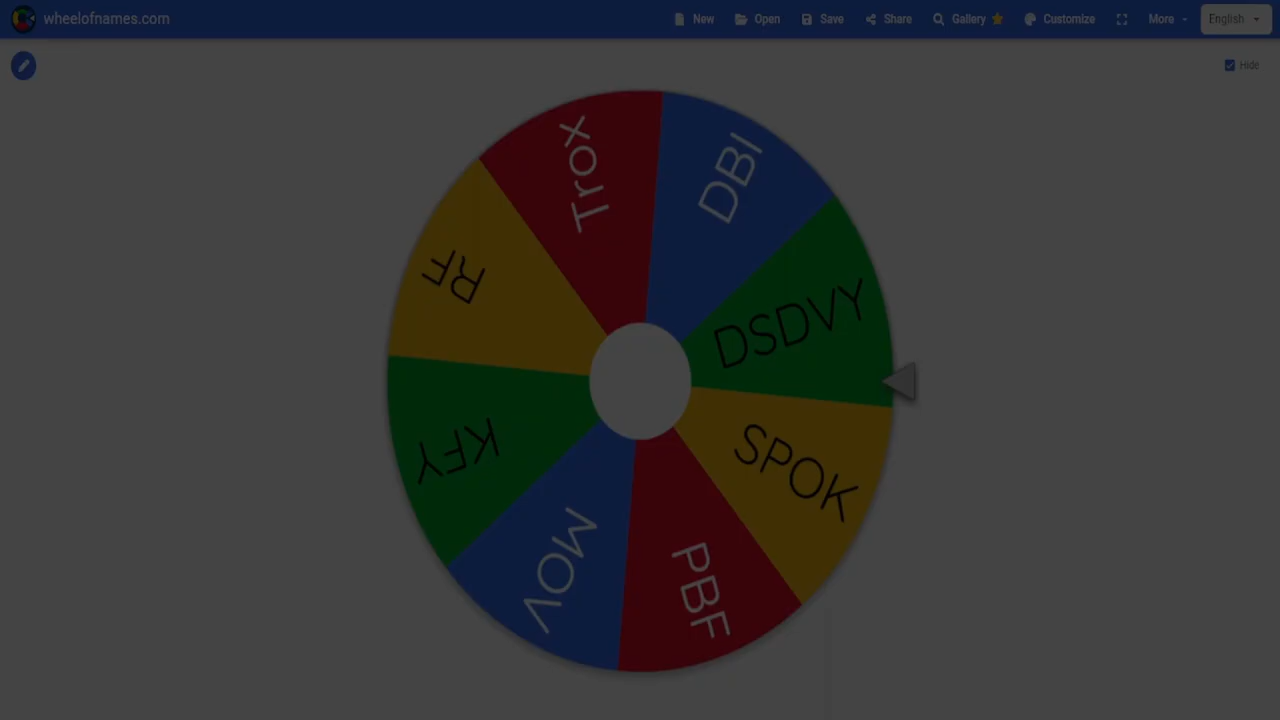 wheelofnames.com
New
Open
Save
Share
Gallery
Customize
More
English
Hide
Trox
DBI
DSDVY
SPOK
PBF
MOV
KFY
RF